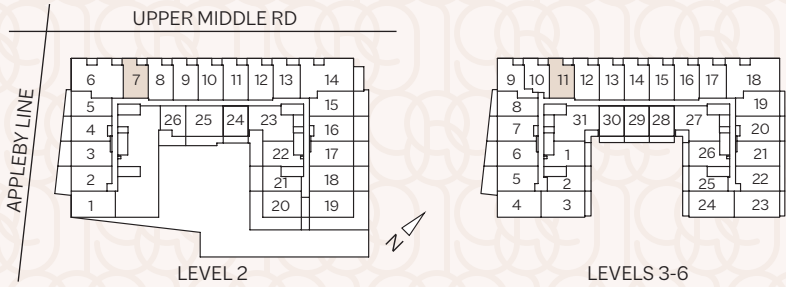 UPPER MIDDLE RD
APPLEBY LINE
6 7 8 9 10 11 12 13 14
5 26 25 24 23 15
4 16
3 22 17
2 21 18
1 20 19
N
LEVEL 2
9 10 11 12 13 14 15 16 17 18
8 31 30 29 28 27 19
7 20
6 1 26 21
5 2 25 22
4 3 24 23
LEVELS 3-6